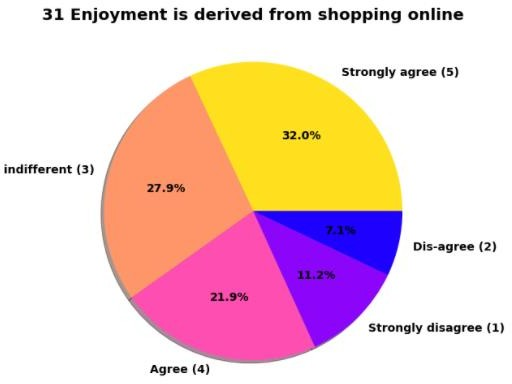 31 Enjoyment is derived from shopping online
Strongly agree (5)
32.0%
indifferent (3)
27.9%
7.1%
Dis-agree (2)
11.2%
21.9%
Strongly disagree (1)
Agree (4)